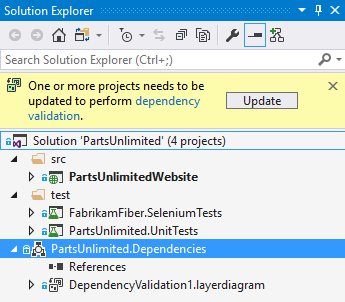 Solution Explorer
Search Solution Explorer (Ctrl+;)
One or more projects needs to be
updated to perform dependency
validation.
Update
Solution 'PartsUnlimited' (4 projects)
src
PartsUnlimitedWebsite
test
FabrikamFiber.SeleniumTests
PartsUnlimited.UnitTests
PartsUnlimited.Dependencies
References
DependencyValidation1.layerdiagram